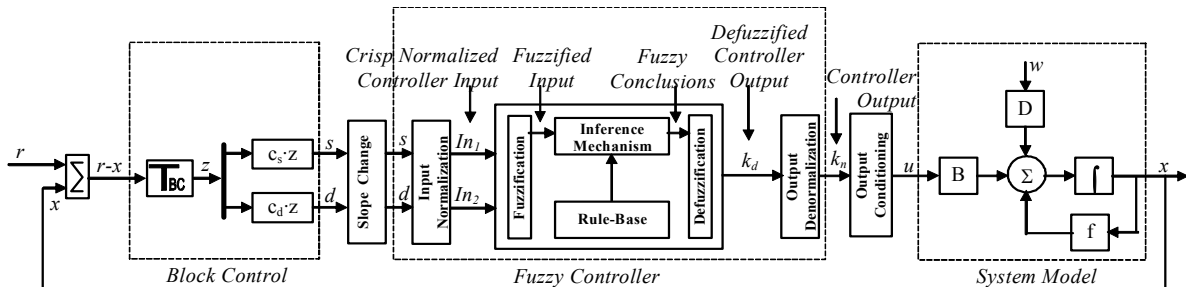 Crisp Normalized
Controller Input
Fuzzified
Input
Fuzzy
Conclusions
Defuzzified
Controller
Output
Controller
Output
w
D
r
x
Σ
r-x
T_BC
z
c_s·z
c_d·z
s
d
Slope Change
s
d
Input
Normalization
In_1
In_2
Fuzzification
Inference
Mechanism
Rule-Base
Defuzzification
k_d
Output
Denormalization
k_n
Output
Conditioning
u
B
Σ
∫
f
x
Block Control
Fuzzy Controller
System Model